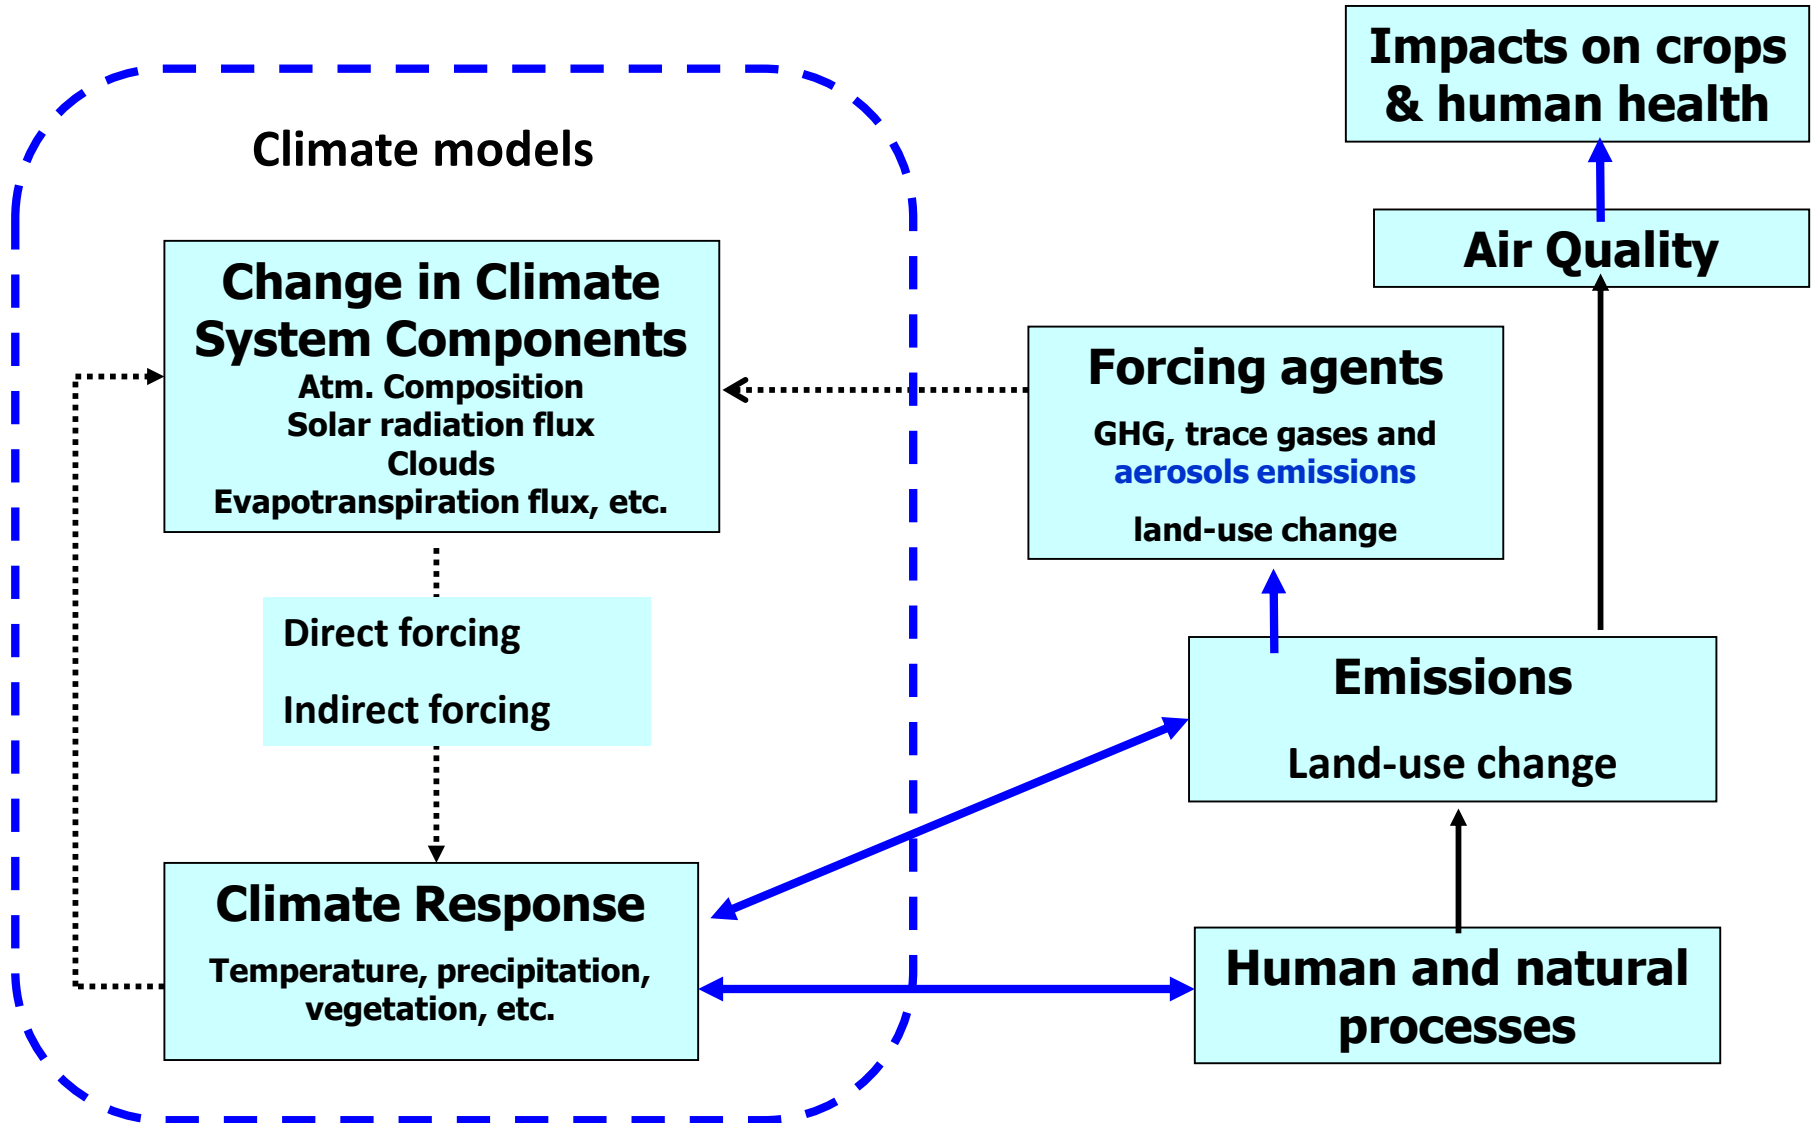 Impacts on crops
& human health
Climate models
Air Quality
Change in Climate
System Components
Atm. Composition
Solar radiation flux
Clouds
Evapotranspiration flux, etc.
Forcing agents
GHG, trace gases and
aerosols emissions
land-use change
Direct forcing
Indirect forcing
Emissions
Land-use change
Climate Response
Temperature, precipitation,
vegetation, etc.
Human and natural
processes